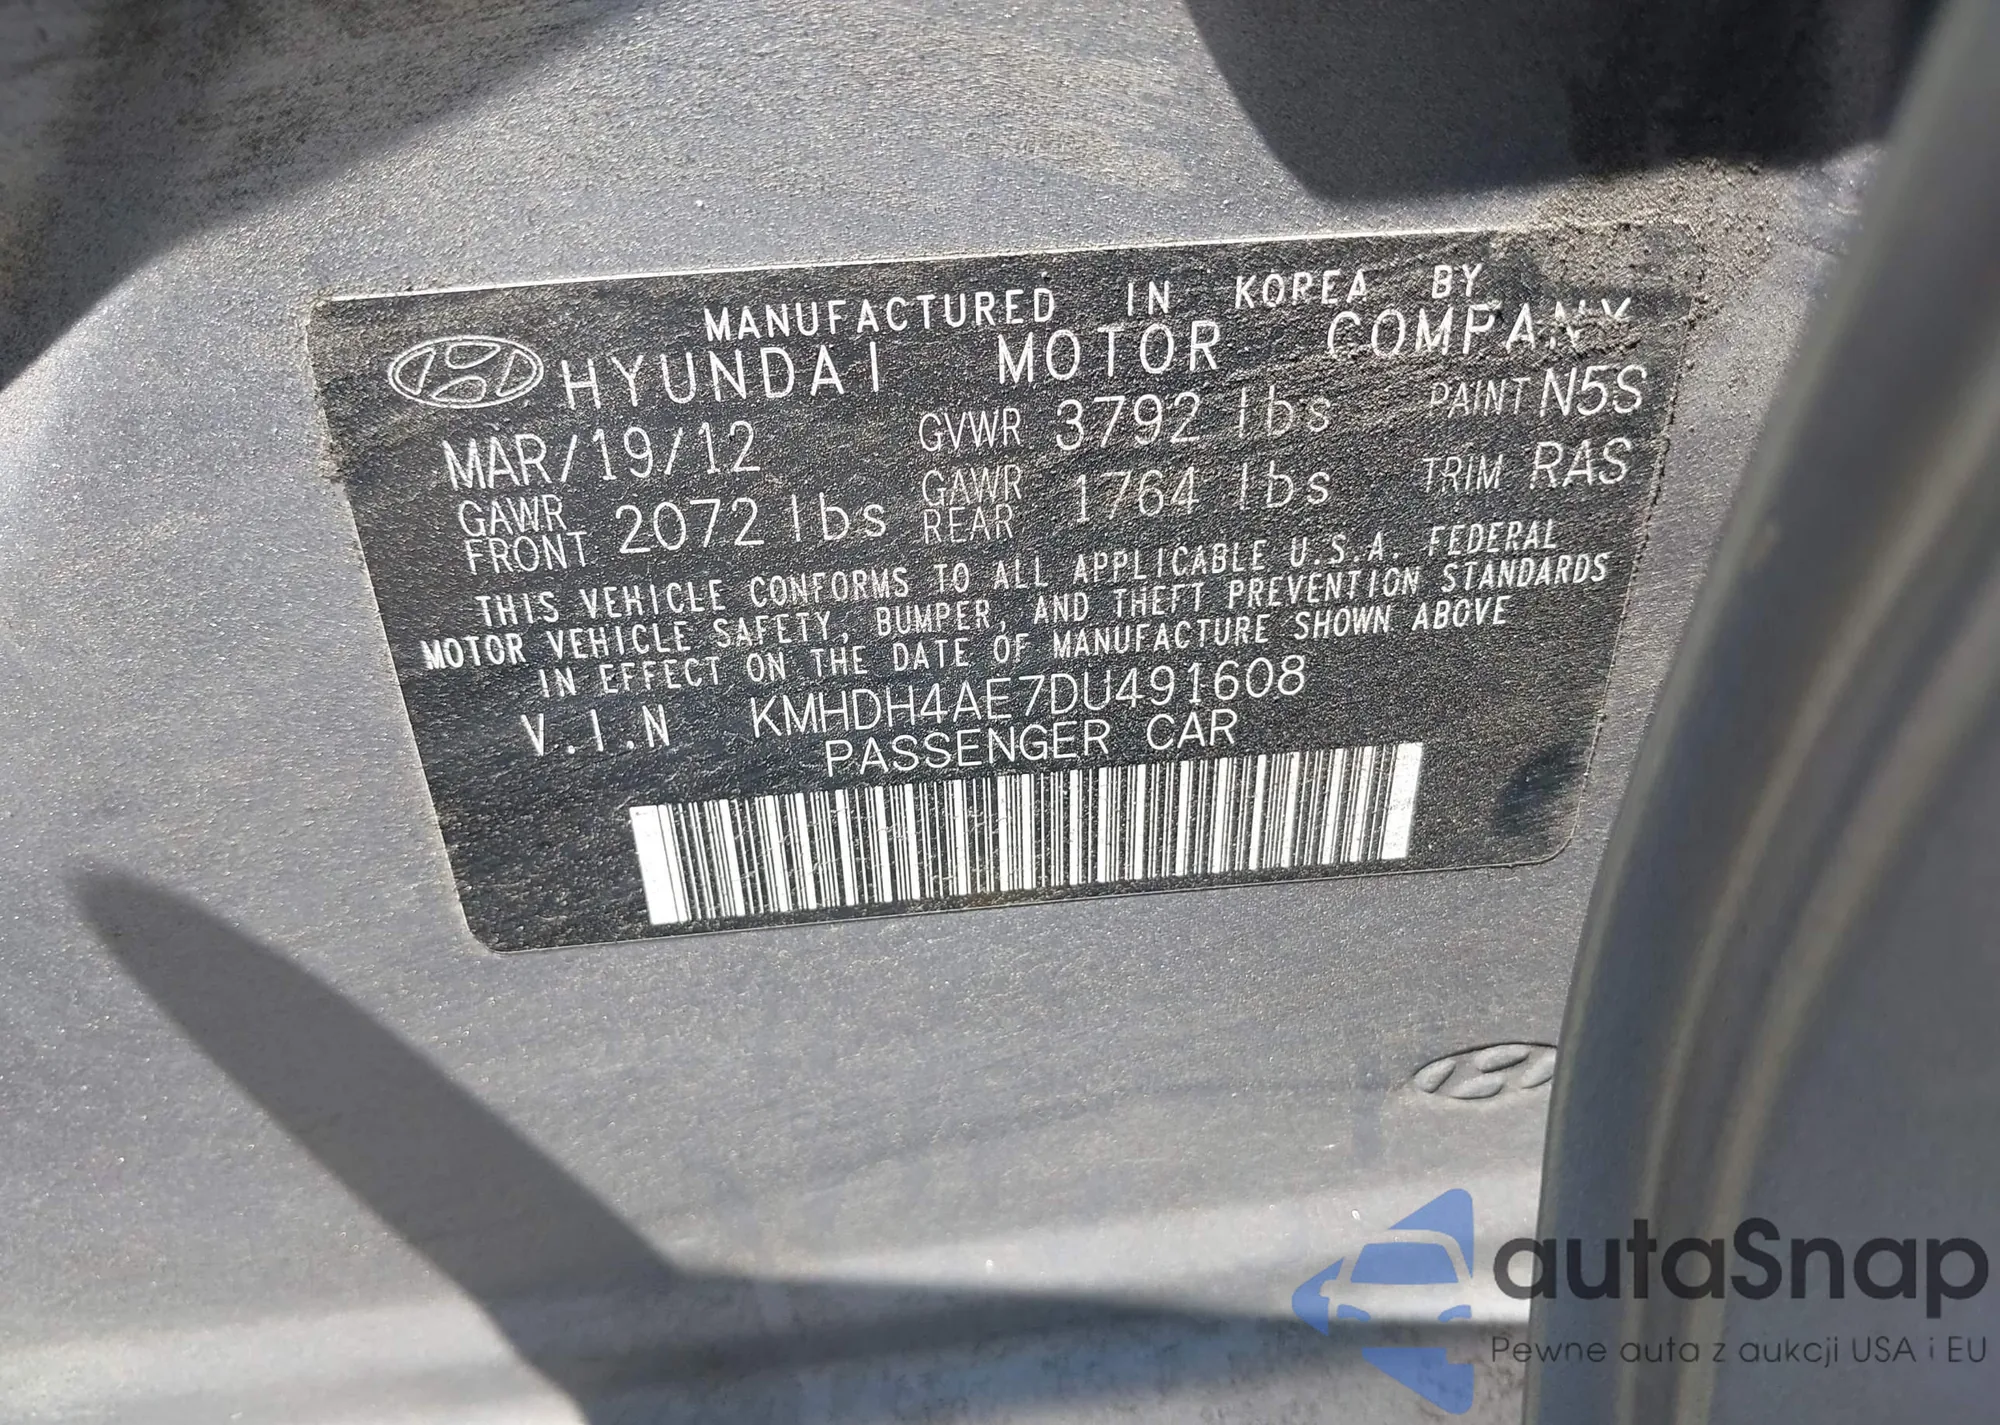 MANUFACTURED IN KOREA BY
HYUNDAI MOTOR COMPANY
MAR/19/12 GVWR 3792 lbs PAINT N5S
GAWR FRONT 2072 lbs GAWR REAR 1764 lbs TRIM RAS
THIS VEHICLE CONFORMS TO ALL APPLICABLE U.S.A. FEDERAL
MOTOR VEHICLE SAFETY, BUMPER, AND THEFT PREVENTION STANDARDS
IN EFFECT ON THE DATE OF MANUFACTURE SHOWN ABOVE
V.I.N KMHDH4AE7DU491608
PASSENGER CAR
autaSnap
Pewne auta z aukcji USA i EU